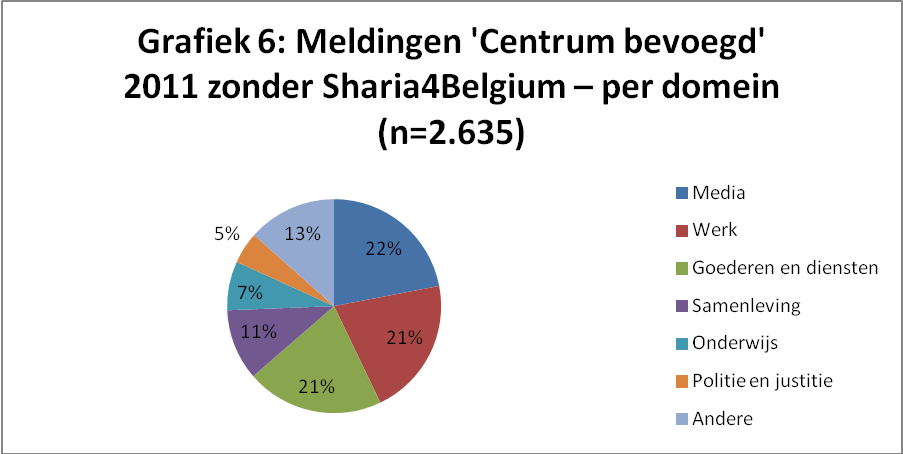 Grafiek 6: Meldingen 'Centrum bevoegd'
2011 zonder Sharia4Belgium – per domein
(n=2.635)
22%
21%
21%
11%
7%
5%
13%
Media
Werk
Goederen en diensten
Samenleving
Onderwijs
Politie en justitie
Andere